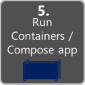 5.
Run
Containers /
Compose app